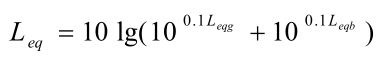 L_eq = 10 lg(10^{0.1L_eqg} + 10^{0.1L_eqb})